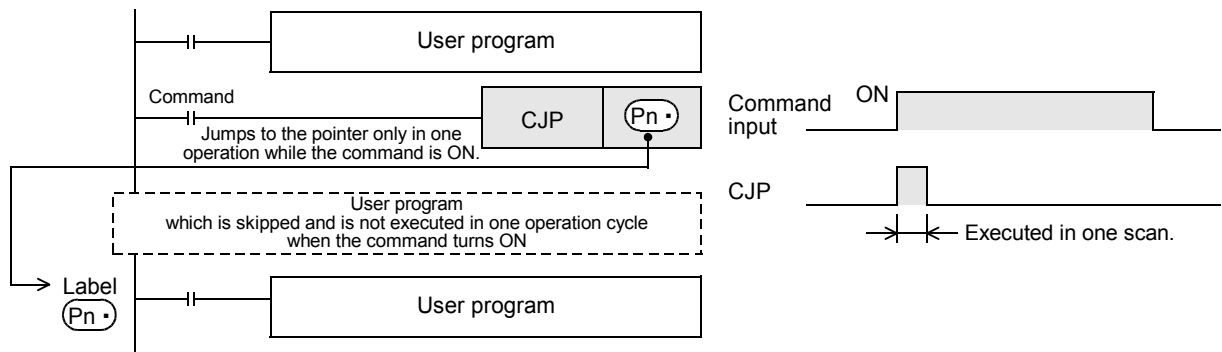 User program
Command
CJP
Pn •
Jumps to the pointer only in one
operation while the command is ON.
User program
which is skipped and is not executed in one operation cycle
when the command turns ON
Label
Pn •
User program
Command
input
ON
CJP
Executed in one scan.